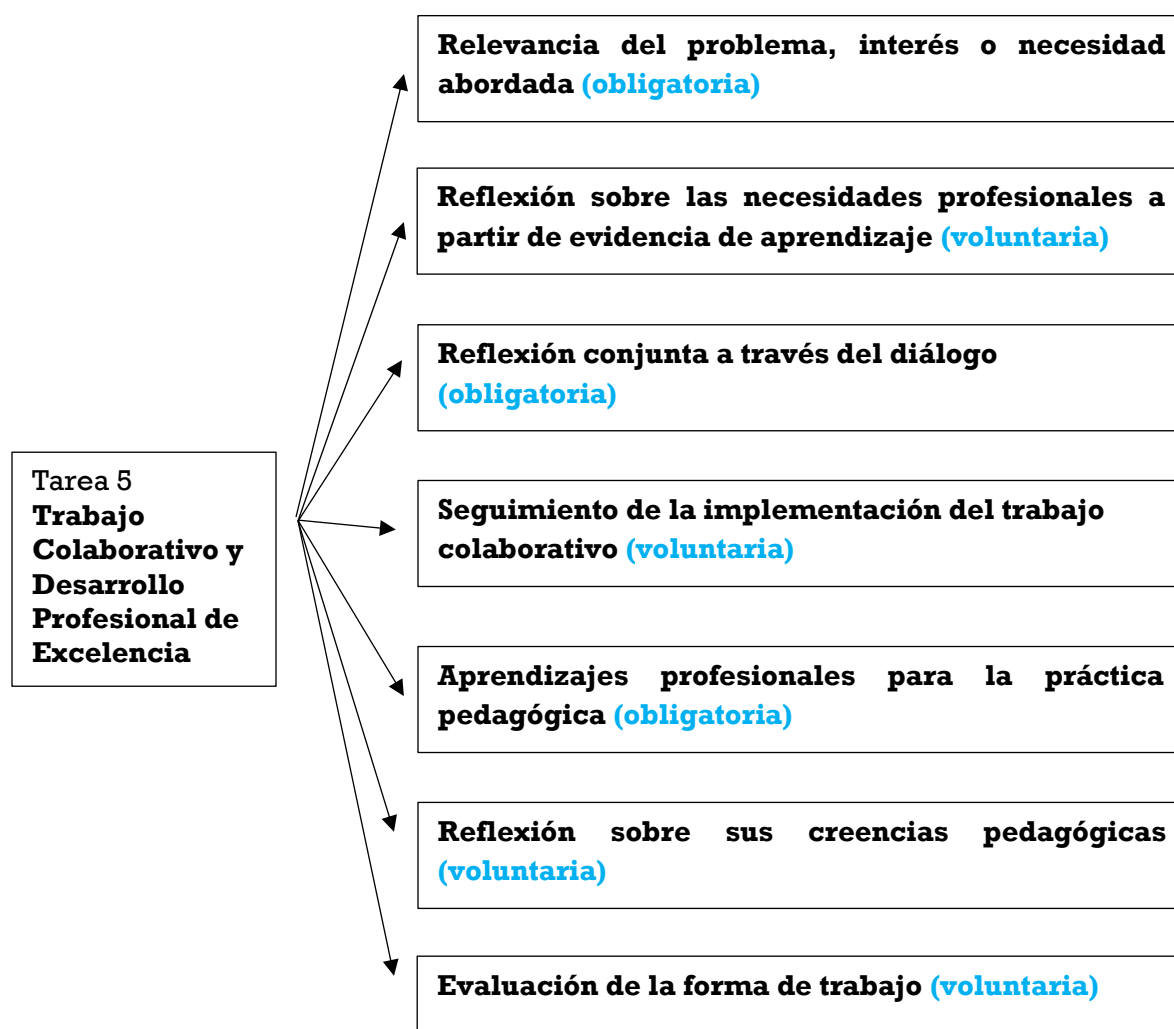 Relevancia del problema, interés o necesidad
abordada (obligatoria)
Reflexión sobre las necesidades profesionales a
partir de evidencia de aprendizaje (voluntaria)
Reflexión conjunta a través del diálogo
(obligatoria)
Tarea 5
Trabajo
Colaborativo y
Desarrollo
Profesional de
Excelencia
Seguimiento de la implementación del trabajo
colaborativo (voluntaria)
Aprendizajes profesionales para la práctica
pedagógica (obligatoria)
Reflexión sobre sus creencias pedagógicas
(voluntaria)
Evaluación de la forma de trabajo (voluntaria)